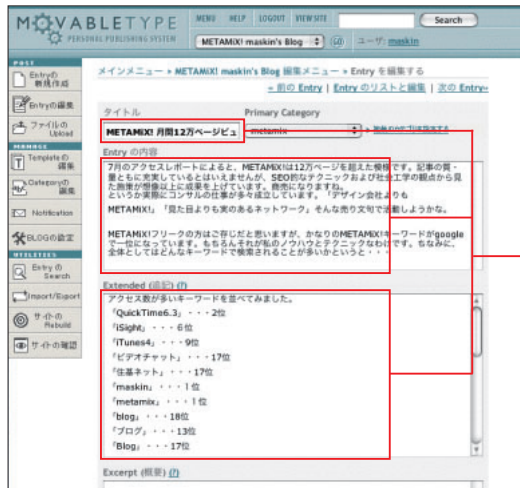 MOVABLETYPE
PERSONAL PUBLISHING SYSTEM
MENU HELP LOGOUT VIEW SITE
Search
METAMiX! maskin's Blog
ユーザ: maskin
メインメニュー » METAMiX! maskin's Blog 編集メニュー » Entry を編集する
« 前の Entry | Entry のリストと編集 | 次の Entry»
POST
Entryの新規作成
Entryの編集
ファイルの Upload
MANAGE
Templateの編集
Categoryの編集
Notification
BLOGの設定
UTILITIES
Entry の Search
Import/Export
サイトの Rebuild
サイトの確認
タイトル
Primary Category
METAMiX! 月間12万ページビュ
metamix
Entry の内容
7月のアクセスレポートによると、METAMiX!は12万ページを超えた模様です。記事の質・
量ともに充実しているとはいえませんが、SEO的なテクニックおよび社会工学の観点から見
た施策が想像以上に成果を上げています。商売になりますね。
というか実際にコンサルの仕事が多々成立しています。「デザイン会社よりも
METAMiX!」「見た目よりも実のあるネットワーク」そんな売り文句で活動しようかな。
METAMiX!フリークの方はご存じだと思いますが、かなりのMETAMiX!キーワードがgoogle
で一位になっています。もちろんそれが私のノウハウとテクニックなわけです。ちなみに、
全体としてはどんなキーワードで検索されることが多いかというと・・・
Extended (追記) (?)
アクセス数が多いキーワードを並べてみました。
「QuickTime6.3」・・・2位
「iSight」・・・6位
「iTunes4」・・・9位
「ビデオチャット」・・・17位
「住基ネット」・・・17位
「maskin」・・・1位
「metamix」・・・1位
「blog」・・・18位
「ブログ」・・・13位
「Blog」・・・17位
Excerpt (概要) (?)